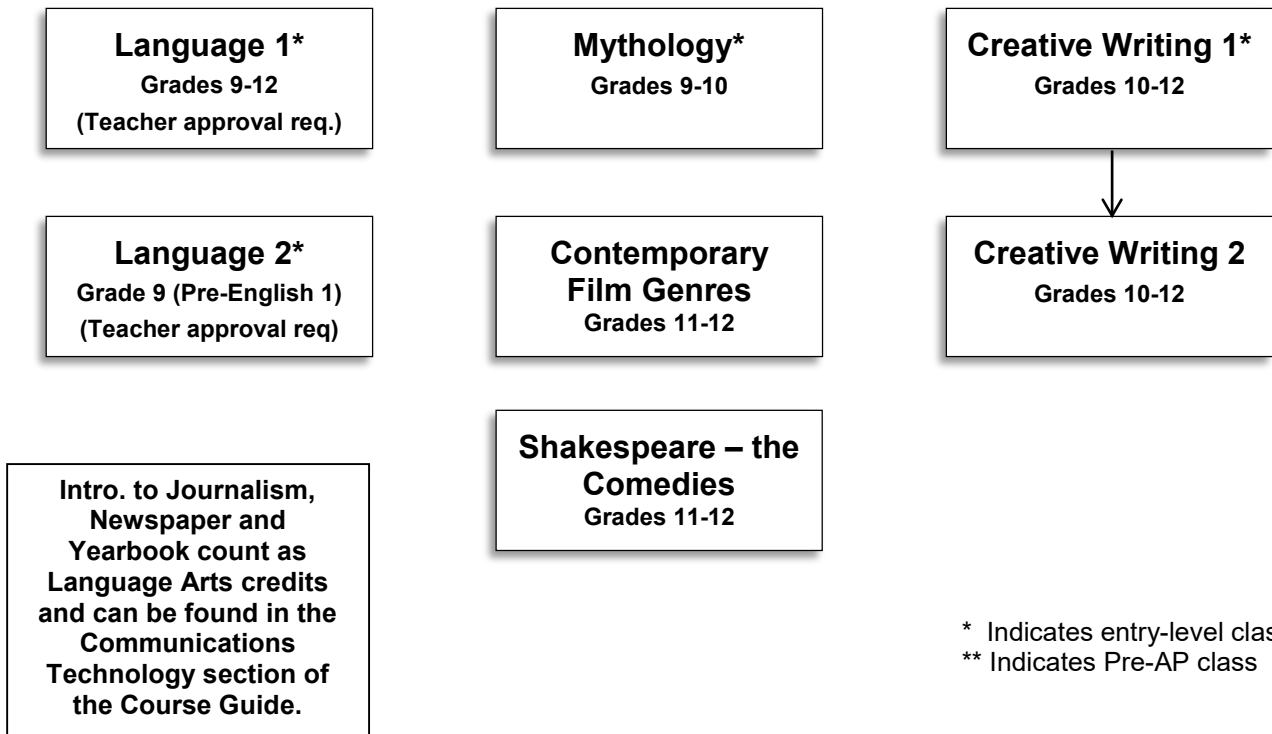 Language 1*
Grades 9-12
(Teacher approval req.)
Mythology*
Grades 9-10
Creative Writing 1*
Grades 10-12
Language 2*
Grade 9 (Pre-English 1)
(Teacher approval req)
Contemporary
Film Genres
Grades 11-12
Creative Writing 2
Grades 10-12
Shakespeare – the
Comedies
Grades 11-12
Intro. to Journalism,
Newspaper and
Yearbook count as
Language Arts credits
and can be found in the
Communications
Technology section of
the Course Guide.
* Indicates entry-level
** Indicates Pre-AP class